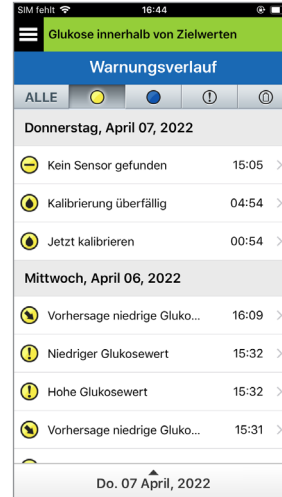 SIM fehlt 16:44
Glukose innerhalb von Zielwerten
Warnungsverlauf
ALLE
Donnerstag, April 07, 2022
Kein Sensor gefunden 15:05
Kalibrierung überfällig 04:54
Jetzt kalibrieren 00:54
Mittwoch, April 06, 2022
Vorhersage niedrige Gluko... 16:09
Niedriger Glukosewert 15:32
Hohe Glukosewert 15:32
Vorhersage niedrige Gluko... 15:31
Do. 07 April, 2022